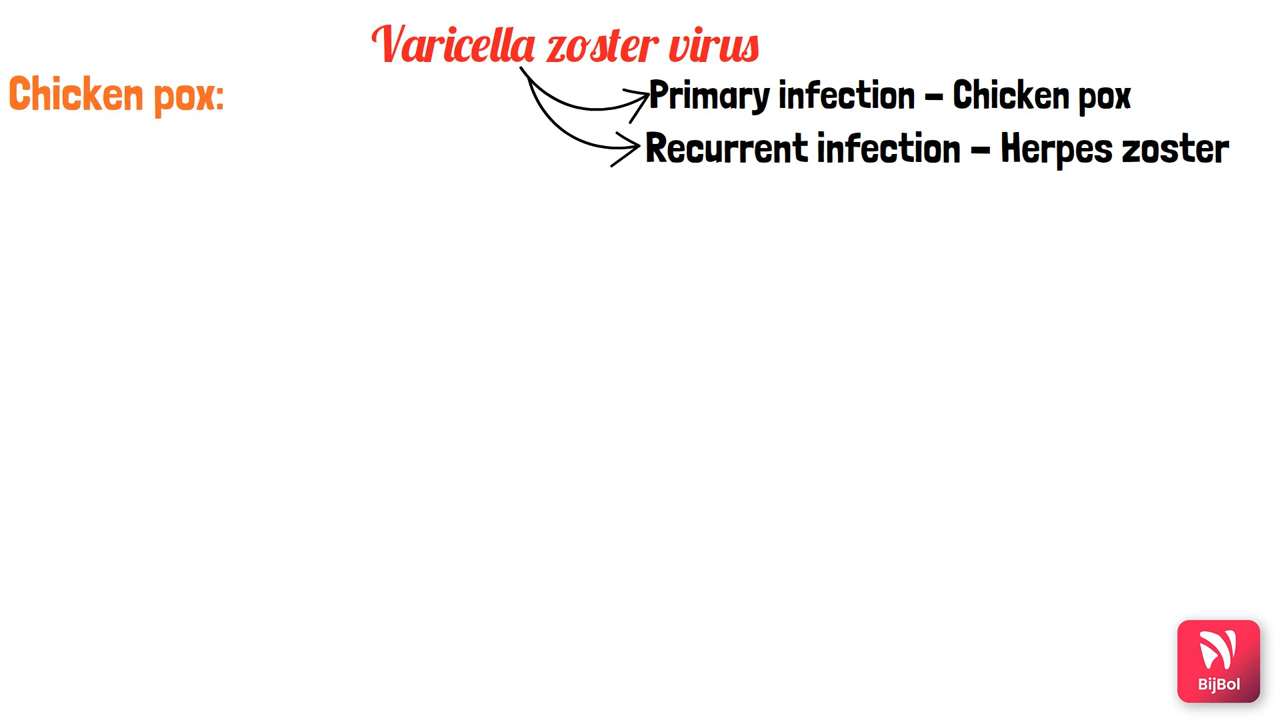 Varicella zoster virus
Chicken pox:
Primary infection – Chicken pox
Recurrent infection – Herpes zoster
BijBol